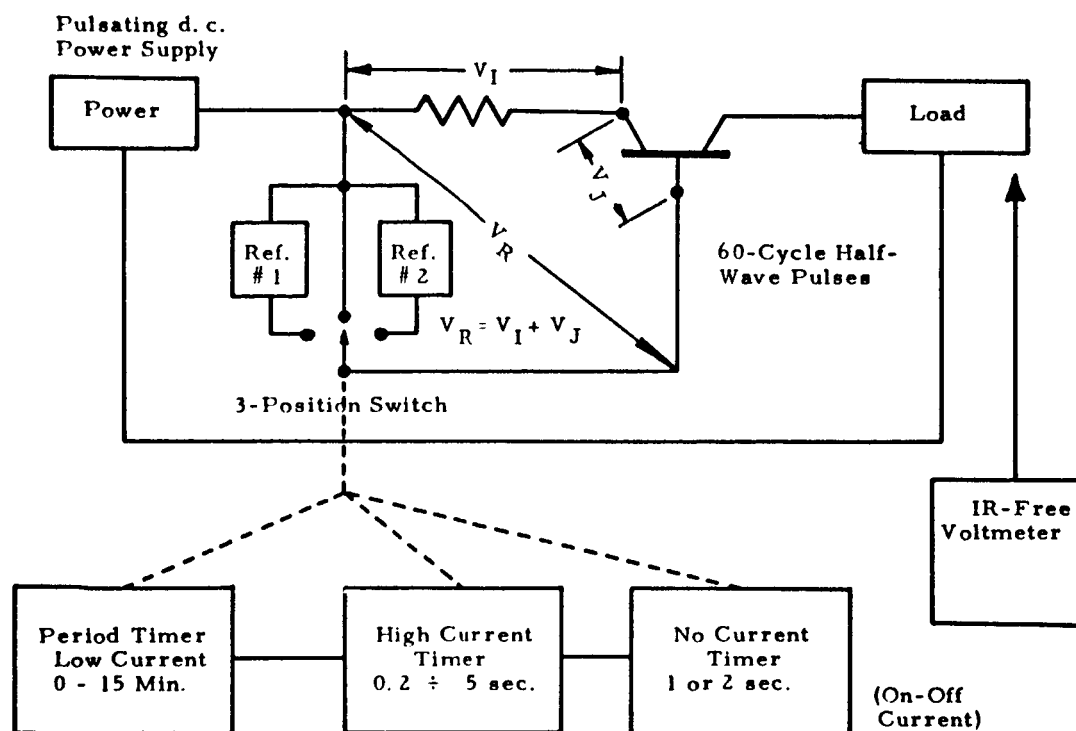 Pulsating d. c.
Power Supply
Power
V_I
Load
V_J
V_R
Ref.
#1
Ref.
#2
60-Cycle Half-
Wave Pulses
V_R = V_I + V_J
3-Position Switch
IR-Free
Voltmeter
Period Timer
Low Current
0 - 15 Min.
High Current
Timer
0.2 ÷ 5 sec.
No Current
Timer
1 or 2 sec.
(On-Off
Current)